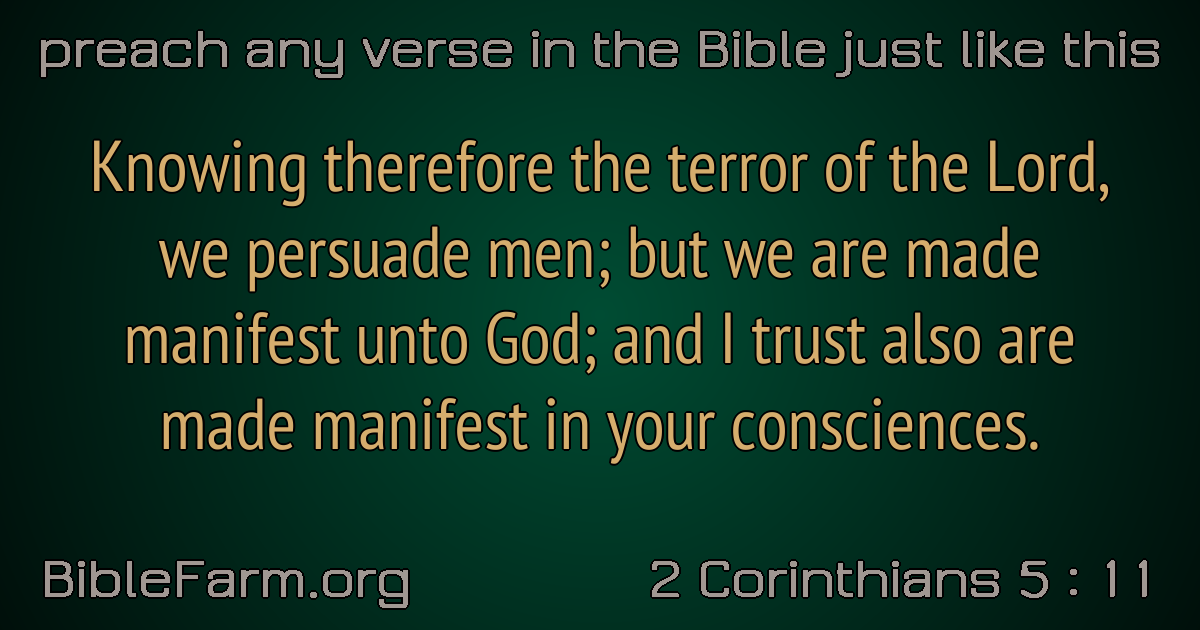 preach any verse in the Bible just like this
Knowing therefore the terror of the Lord,
we persuade men; but we are made
manifest unto God; and I trust also are
made manifest in your consciences.
BibleFarm.org
2 Corinthians 5 : 11